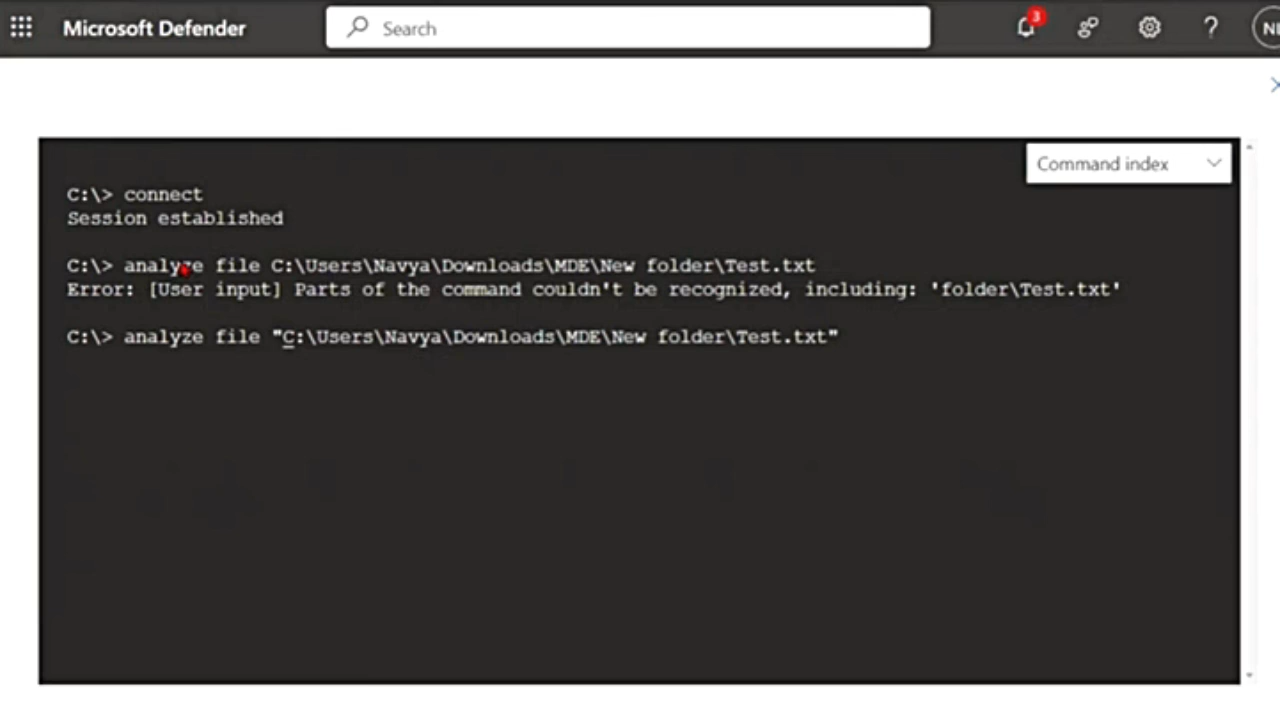 Microsoft Defender
Search
3
?
Command index
C:\> connect
Session established
C:\> analyze file C:\Users\Navya\Downloads\MDE\New folder\Test.txt
Error: [User input] Parts of the command couldn't be recognized, including: 'folder\Test.txt'
C:\> analyze file "C:\Users\Navya\Downloads\MDE\New folder\Test.txt"